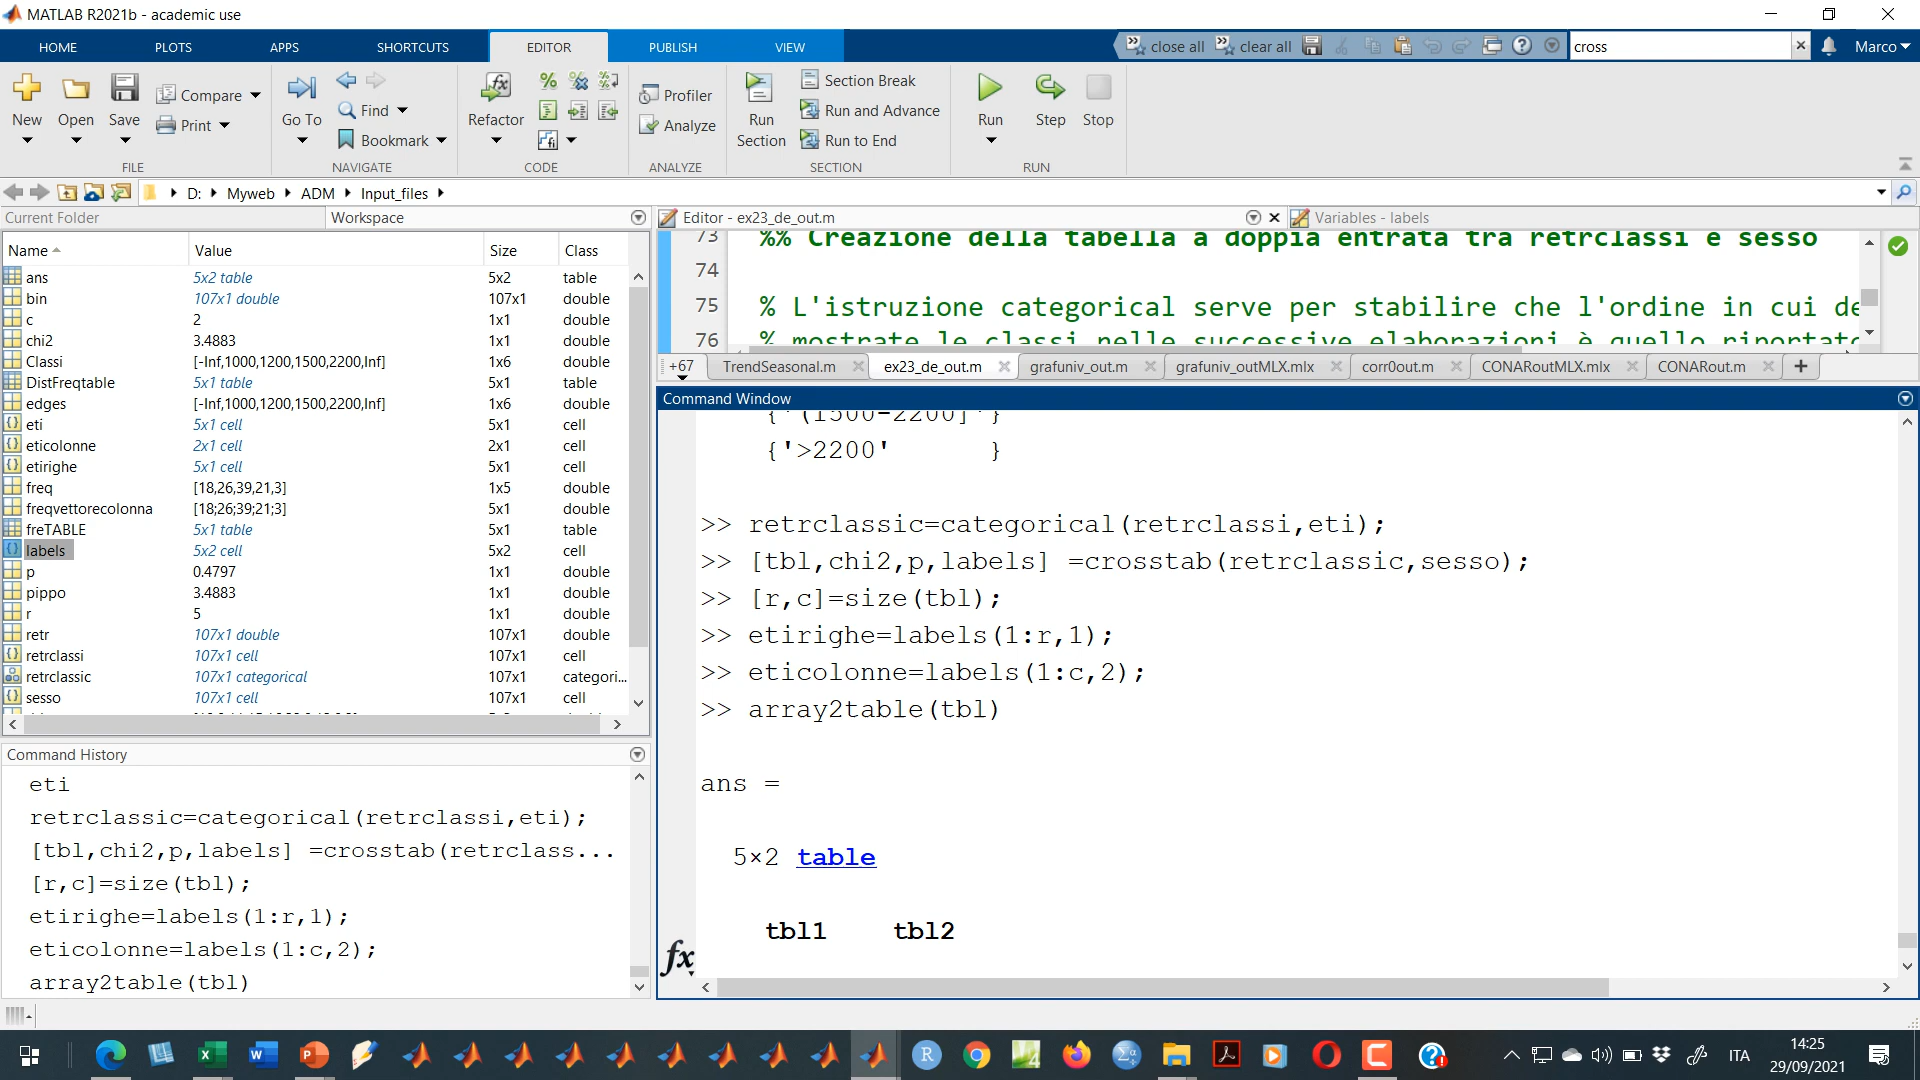 MATLAB R2021b - academic use
HOME PLOTS APPS SHORTCUTS EDITOR PUBLISH VIEW close all clear all cross Marco
New Open Save Compare Print FILE
Go To Find Bookmark NAVIGATE
Refactor CODE
Profiler Analyze ANALYZE
Run Section Section Break Run and Advance Run to End SECTION
Run Step Stop RUN
D: Myweb ADM Input_files
Current Folder Workspace
Name Value Size Class
ans 5x2 table 5x2 table
bin 107x1 double 107x1 double
c 2 1x1 double
chi2 3.4883 1x1 double
Classi [-Inf,1000,1200,1500,2200,Inf] 1x6 double
DistFreqtable 5x1 table 5x1 table
edges [-Inf,1000,1200,1500,2200,Inf] 1x6 double
eti 5x1 cell 5x1 cell
eticolonne 2x1 cell 2x1 cell
etirighe 5x1 cell 5x1 cell
freq [18,26,39,21,3] 1x5 double
freqvettorecolonna [18;26;39;21;3] 5x1 double
freTABLE 5x1 table 5x1 table
labels 5x2 cell 5x2 cell
p 0.4797 1x1 double
pippo 3.4883 1x1 double
r 5 1x1 double
retr 107x1 double 107x1 double
retrclassi 107x1 cell 107x1 cell
retrclassic 107x1 categorical 107x1 categori...
sesso 107x1 cell 107x1 cell
Command History
eti
retrclassic=categorical(retrclassi,eti);
[tbl,chi2,p,labels] =crosstab(retrclass...
[r,c]=size(tbl);
etirighe=labels(1:r,1);
eticolonne=labels(1:c,2);
array2table(tbl)
Editor - ex23_de_out.m Variables - labels
73 %% Creazione della tabella a doppia entrata tra retrclassi e sesso
74
75 % L'istruzione categorical serve per stabilire che l'ordine in cui de
76 % mostrate le classi nelle successive elaborazioni è quello riportato
+67 TrendSeasonal.m ex23_de_out.m grafuniv_out.m grafuniv_outMLX.mlx corr0out.m CONARoutMLX.mlx CONARout.m +
Command Window
{'(1500-2200]'}
{'>2200' }
>> retrclassic=categorical(retrclassi,eti);
>> [tbl,chi2,p,labels] =crosstab(retrclassic,sesso);
>> [r,c]=size(tbl);
>> etirighe=labels(1:r,1);
>> eticolonne=labels(1:c,2);
>> array2table(tbl)
ans =
5×2 table
tbl1 tbl2
fx
ITA 14:25
29/09/2021